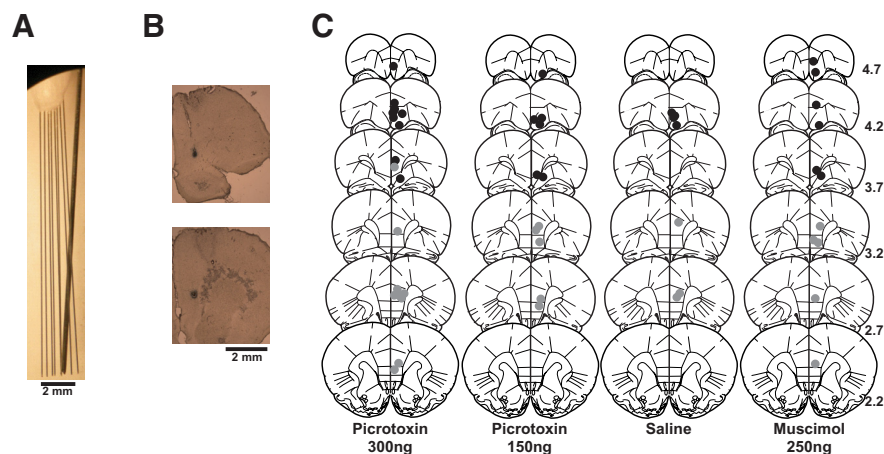 A
B
C
2 mm
2 mm
4.7
4.2
3.7
3.2
2.7
2.2
Picrotoxin
300ng
Picrotoxin
150ng
Saline
Muscimol
250ng